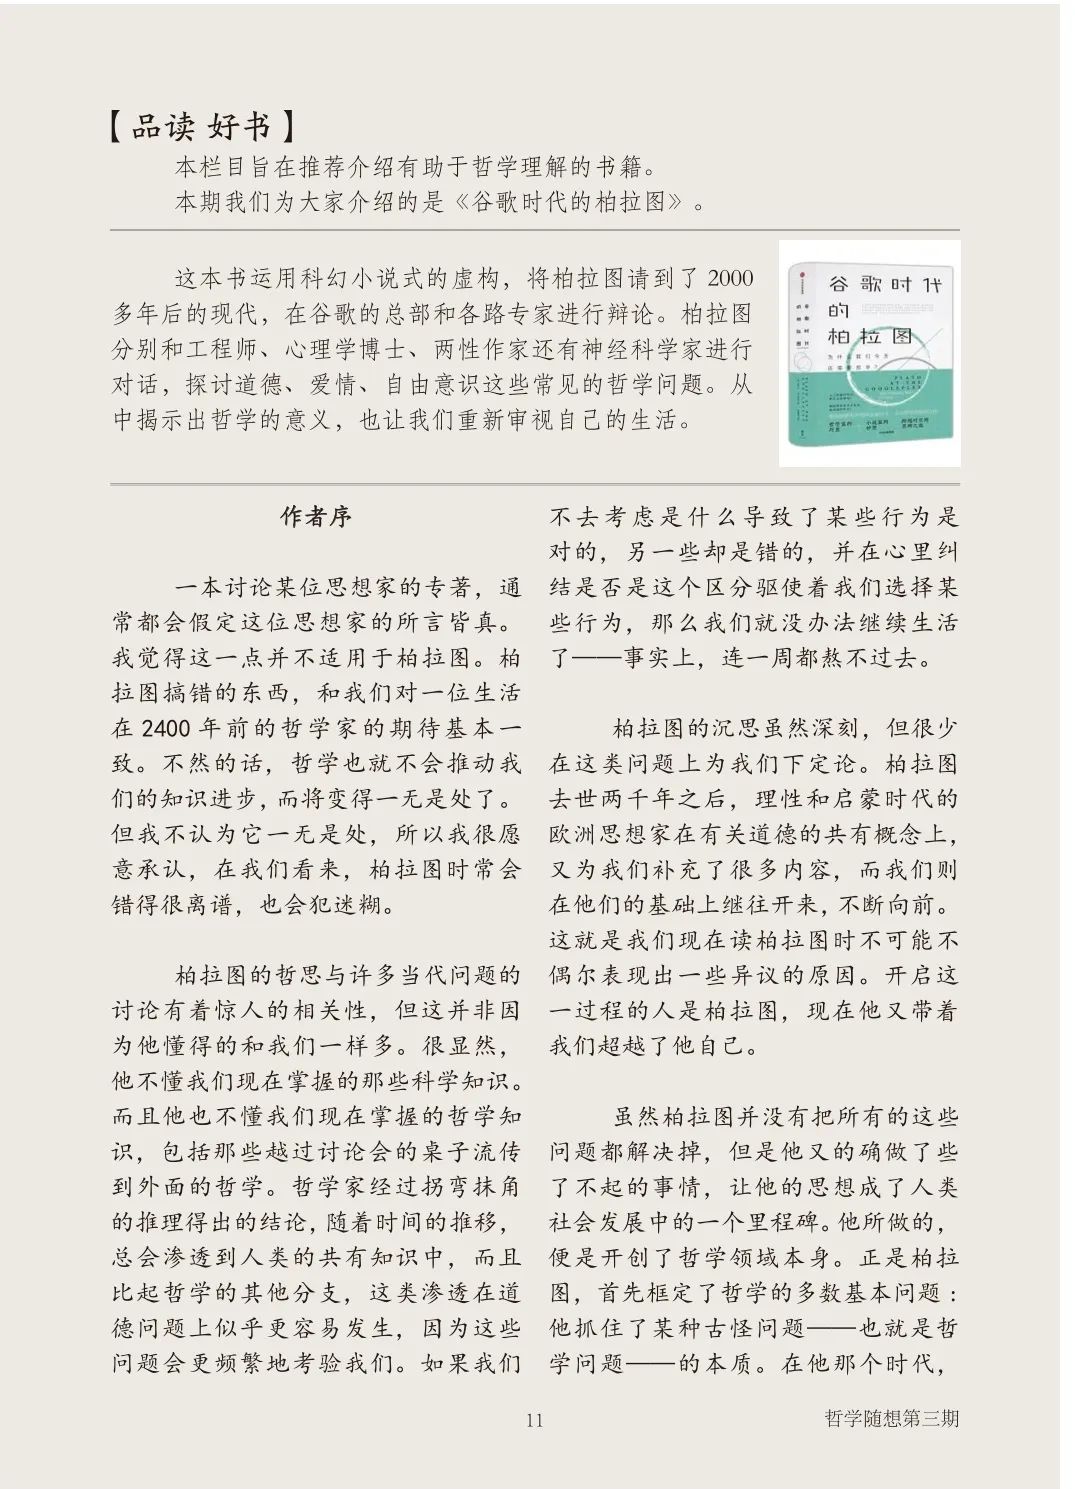 【品读 好书】
本栏目旨在推荐介绍有助于哲学理解的书籍。
本期我们为大家介绍的是《谷歌时代的柏拉图》。
这本书运用科幻小说式的虚构，将柏拉图请到了 2000
多年后的现代，在谷歌的总部和各路专家进行辩论。柏拉图
分别和工程师、心理学博士、两性作家还有神经科学家进行
对话，探讨道德、爱情、自由意识这些常见的哲学问题。从
中揭示出哲学的意义，也让我们重新审视自己的生活。
谷歌时代
的
柏拉图
PLATO
AT THE
GOOGLEPLEX
作者序
一本讨论某位思想家的专著，通
常都会假定这位思想家的所言皆真。
我觉得这一点并不适用于柏拉图。柏
拉图搞错的东西，和我们对一位生活
在 2400 年前的哲学家的期待基本一
致。不然的话，哲学也就不会推动我
们的知识进步，而将变得一无是处了。
但我不认为它一无是处，所以我很愿
意承认，在我们看来，柏拉图时常会
错得很离谱，也会犯迷糊。
柏拉图的哲思与许多当代问题的
讨论有着惊人的相关性，但这并非因
为他懂得的和我们一样多。很显然，
他不懂我们现在掌握的那些科学知识。
而且他也不懂我们现在掌握的哲学知
识，包括那些越过讨论会的桌子流传
到外面的哲学。哲学家经过拐弯抹角
的推理得出的结论，随着时间的推移，
总会渗透到人类的共有知识中，而且
比起哲学的其他分支，这类渗透在道
德问题上似乎更容易发生，因为这些
问题会更频繁地考验我们。如果我们
不去考虑是什么导致了某些行为是
对的，另一些却是错的，并在心里纠
结是否是这个区分驱使着我们选择某
些行为，那么我们就没办法继续生活
了——事实上，连一周都熬不过去。
柏拉图的沉思虽然深刻，但很少
在这类问题上为我们下定论。柏拉图
去世两千年之后，理性和启蒙时代的
欧洲思想家在有关道德的共有概念上，
又为我们补充了很多内容，而我们则
在他们的基础上继往开来，不断向前。
这就是我们现在读柏拉图时不可能不
偶尔表现出一些异议的原因。开启这
一过程的人是柏拉图，现在他又带着
我们超越了他自己。
虽然柏拉图并没有把所有的这些
问题都解决掉，但是他又的确做了些
了不起的事情，让他的思想成了人类
社会发展中的一个里程碑。他所做的，
便是开创了哲学领域本身。正是柏拉
图，首先框定了哲学的多数基本问题：
他抓住了某种古怪问题——也就是哲
学问题——的本质。在他那个时代，
11
哲学随想第三期